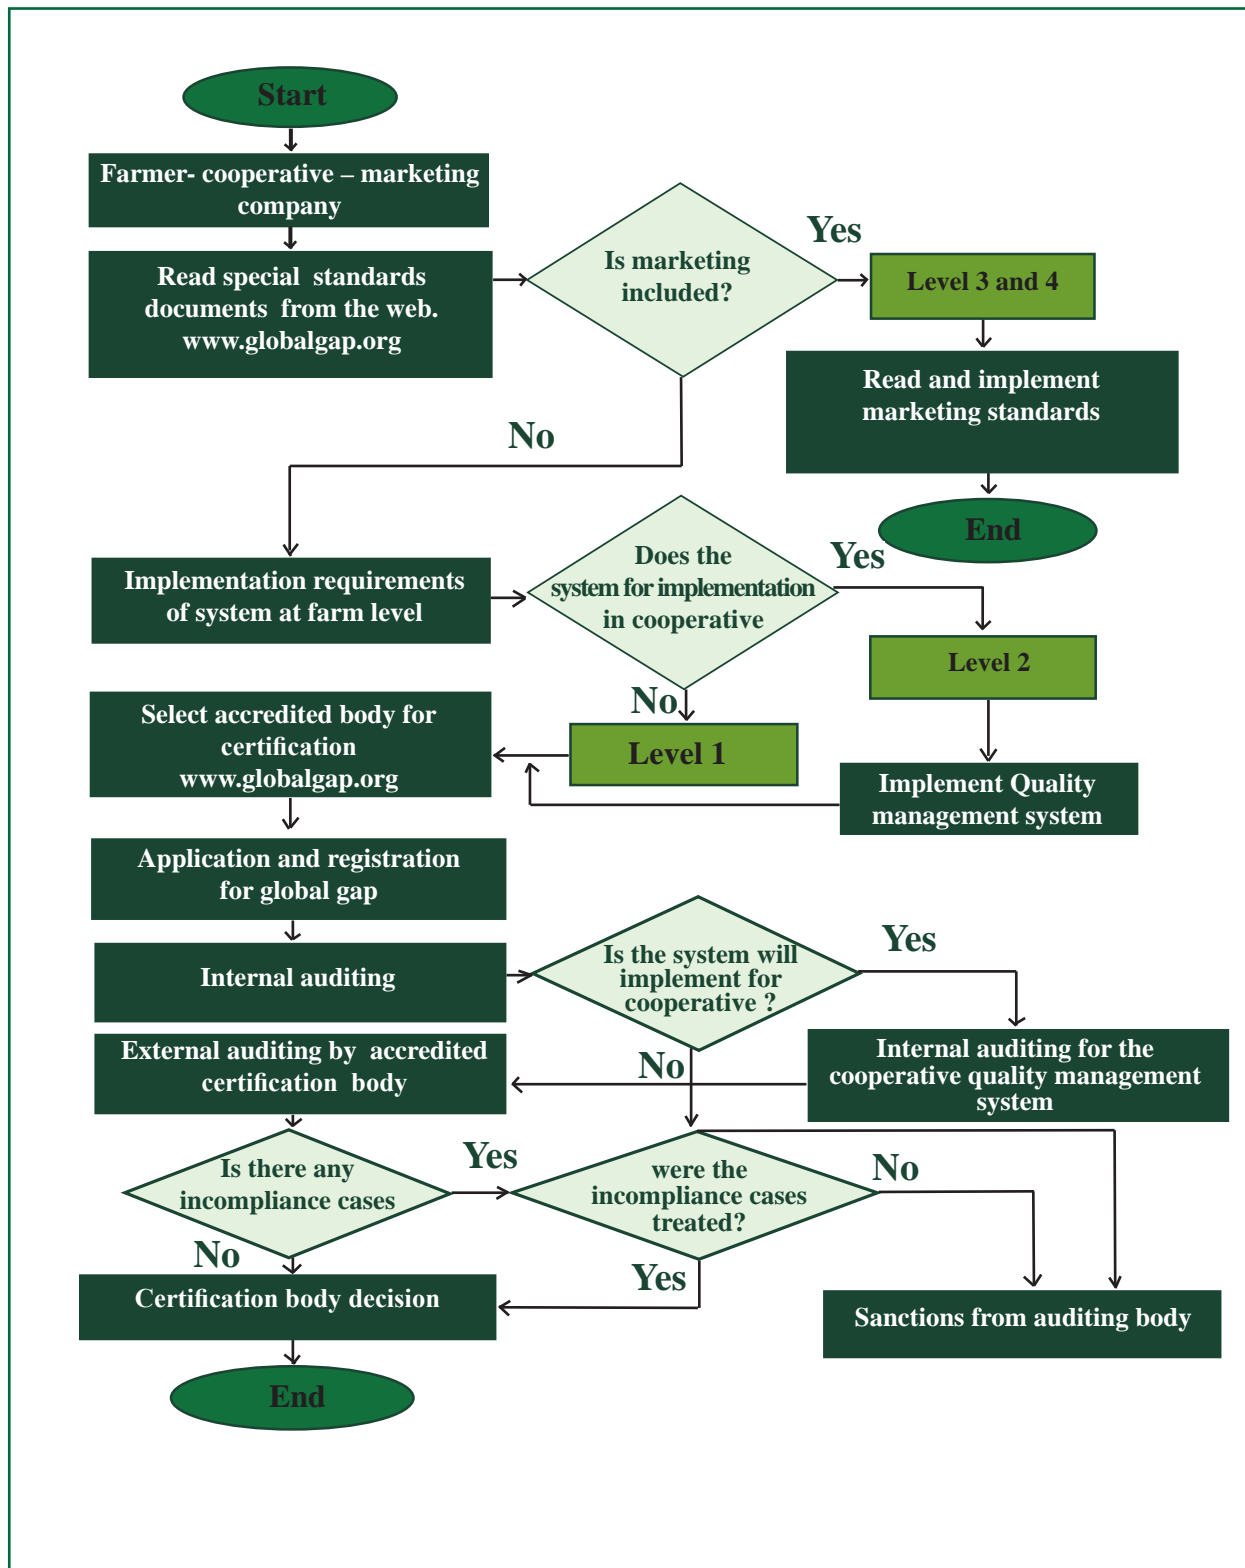 Start
Farmer- cooperative – marketing
company
Read special standards
documents from the web.
www.globalgap.org
Is marketing
included?
Yes
Level 3 and 4
Read and implement
marketing standards
End
No
Implementation requirements
of system at farm level
Does the
system for implementation
in cooperative
Yes
Level 2
No
Level 1
Implement Quality
management system
Select accredited body for
certification
www.globalgap.org
Application and registration
for global gap
Internal auditing
Is the system will
implement for
cooperative ?
Yes
Internal auditing for the
cooperative quality management
system
No
External auditing by accredited
certification body
Is there any
incompliance cases
Yes
were the
incompliance cases
treated?
No
Sanctions from auditing body
No
Yes
Certification body decision
End